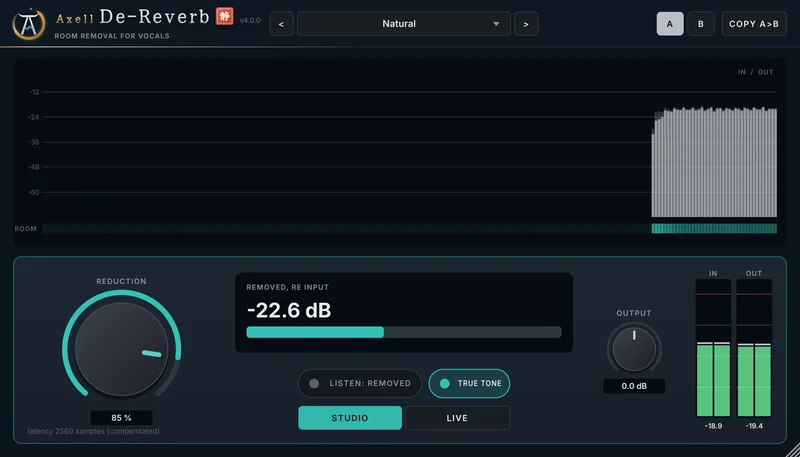 Axell De-Reverb 静 v4.0.0
ROOM REMOVAL FOR VOCALS
< Natural >
A B COPY A>B
IN / OUT
-12
-24
-36
-48
-60
ROOM
REDUCTION
85 %
latency 2560 samples (compensated)
REMOVED, RE INPUT
-22.6 dB
LISTEN: REMOVED
TRUE TONE
STUDIO
LIVE
OUTPUT
0.0 dB
IN OUT
-18.9 -19.4